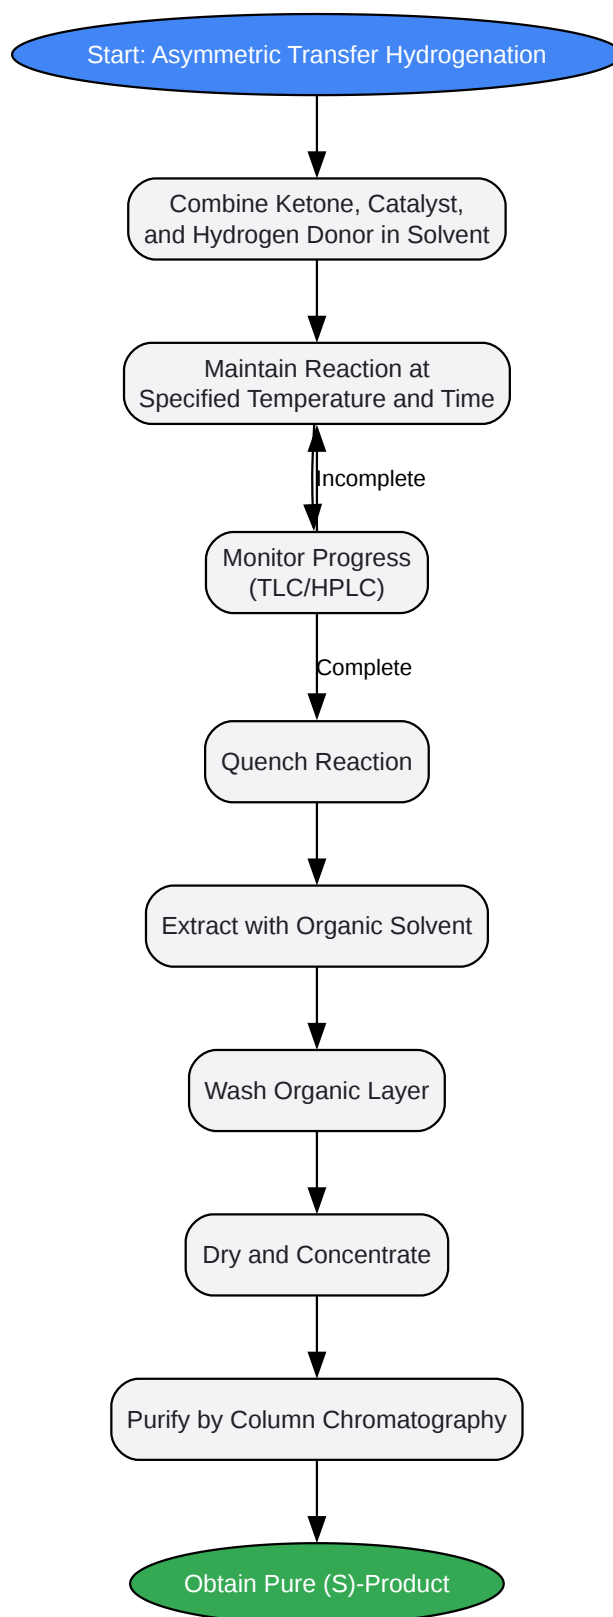 Start: Asymmetric Transfer Hydrogenation
Combine Ketone, Catalyst,
and Hydrogen Donor in Solvent
Maintain Reaction at
Specified Temperature and Time
Incomplete
Monitor Progress
(TLC/HPLC)
Complete
Quench Reaction
Extract with Organic Solvent
Wash Organic Layer
Dry and Concentrate
Purify by Column Chromatography
Obtain Pure (S)-Product